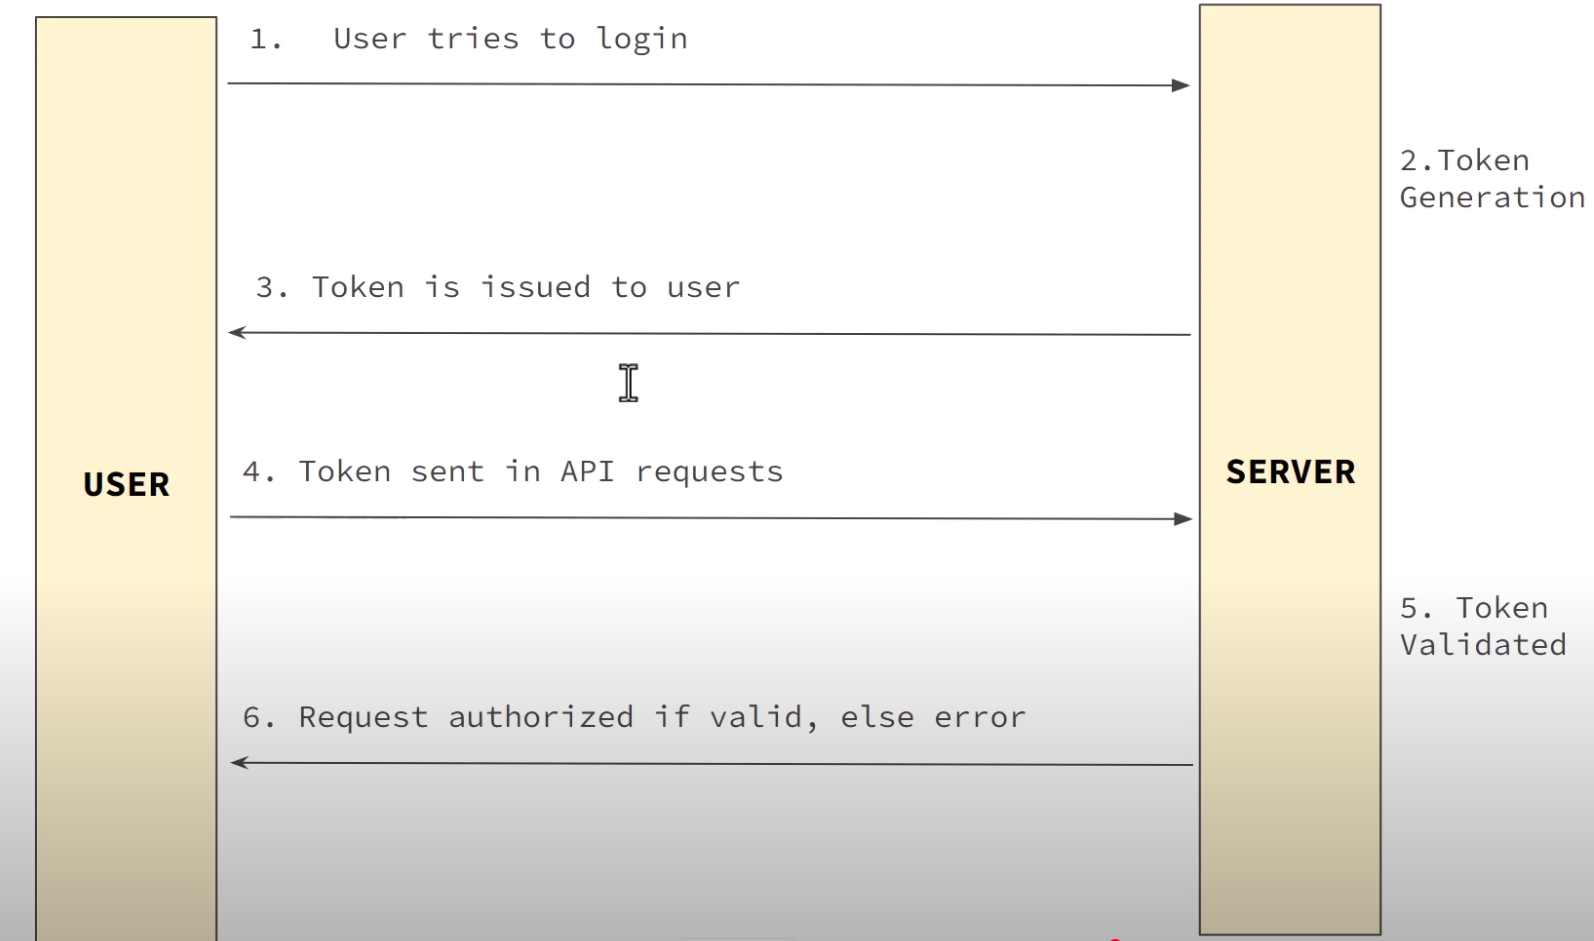 1. User tries to login
2.Token
Generation
3. Token is issued to user
USER
4. Token sent in API requests
SERVER
5. Token
Validated
6. Request authorized if valid, else error